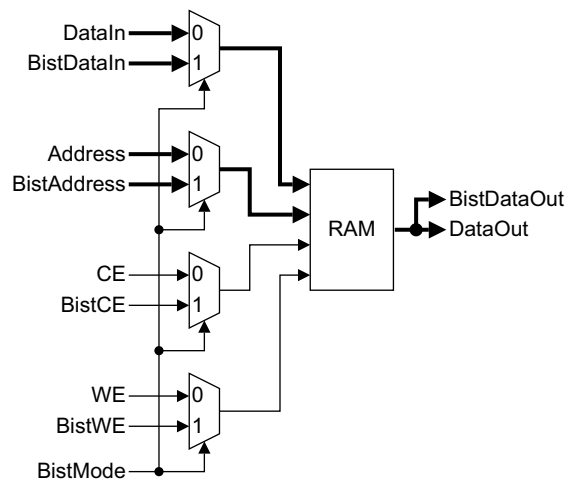 DataIn
0
BistDataIn
1
Address
0
BistAddress
1
BistDataOut
RAM
DataOut
CE
0
BistCE
1
WE
0
BistWE
1
BistMode